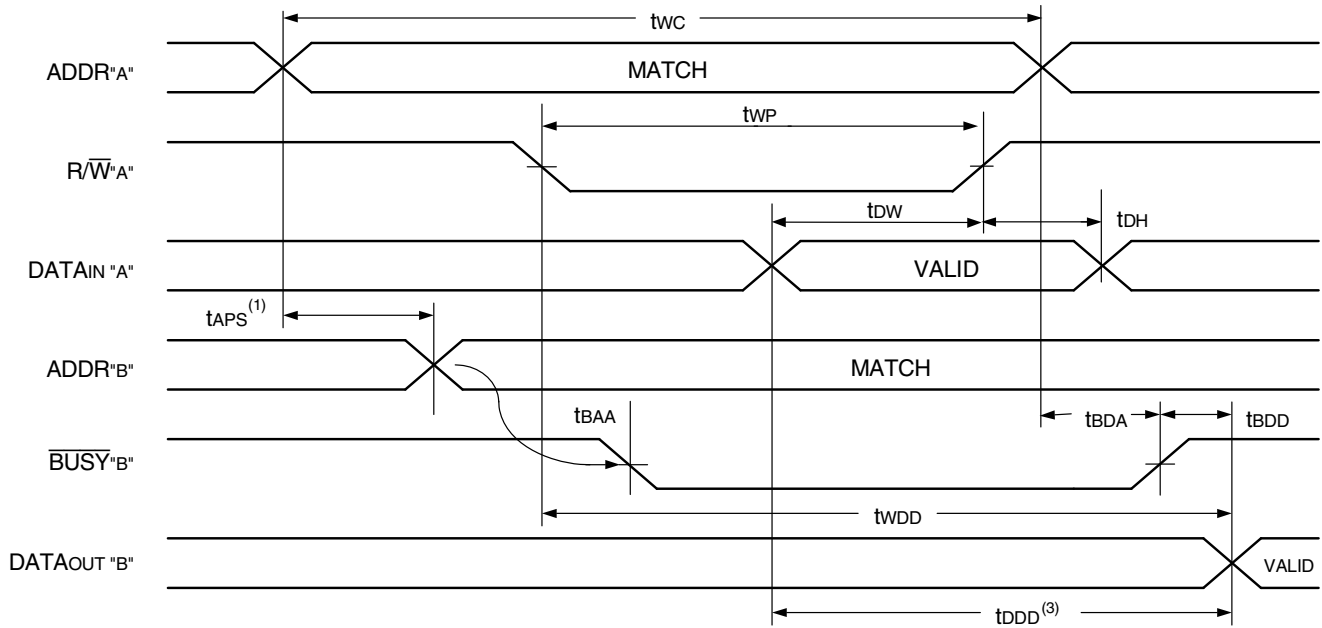 tWC
ADDR"A"
MATCH
tWP
R/W̅"A"
tDW
tDH
DATAIN "A"
VALID
tAPS(1)
ADDR"B"
MATCH
tBAA
tBDA
tBDD
B̅U̅S̅Y̅"B"
tWDD
DATAOUT "B"
VALID
tDDD(3)